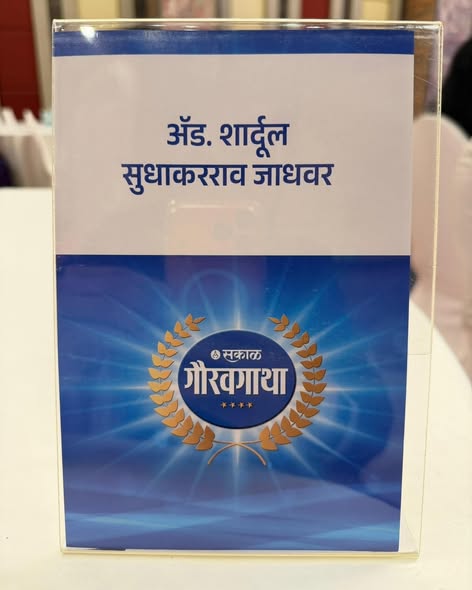 ॲड. शार्दूल
सुधाकरराव जाधवर
सकाळ
गौरवगाथा